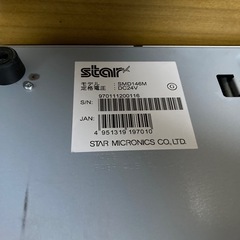 star
モデル : SMD146M
定格電圧 : DC24V
970111200116
S/N:
JAN:
4 951319 197010
STAR MICRONICS CO.,LTD.